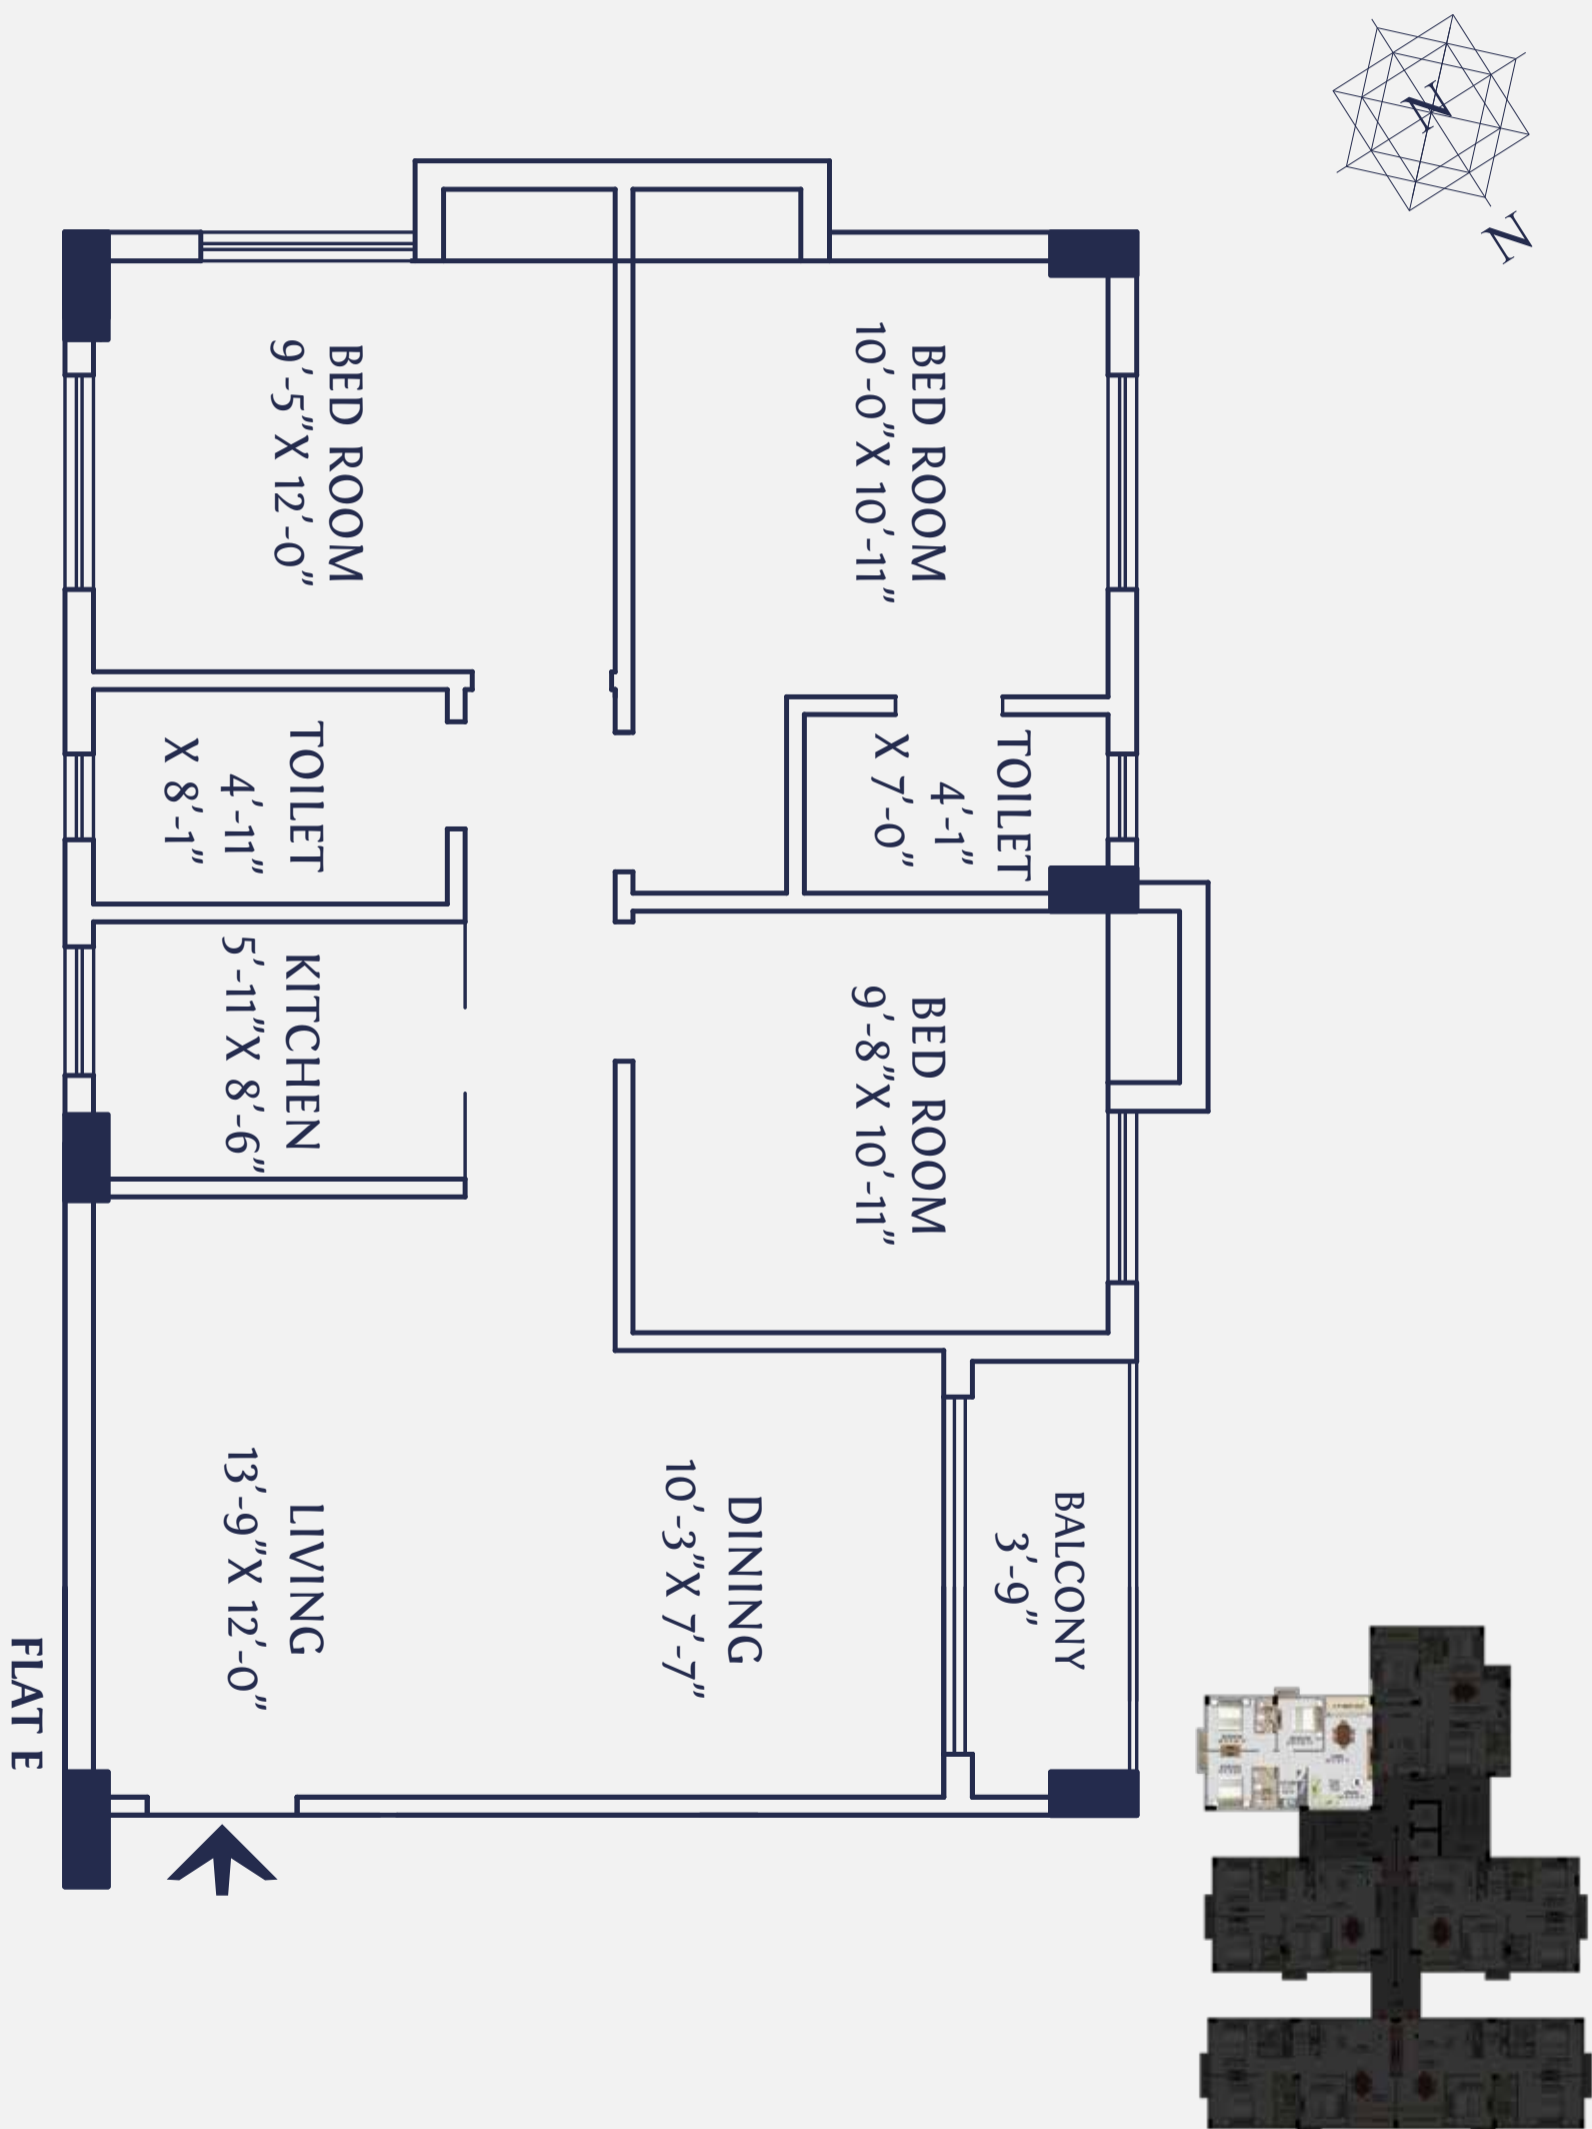 N
N
BED ROOM
10'-0"X 10'-11"
TOILET
4'-1"
X 7'-0"
BED ROOM
9'-8"X 10'-11"
BALCONY
3'-9"
DINING
10'-3"X 7'-7"
BED ROOM
9'-5"X 12'-0"
TOILET
4'-11"
X 8'-1"
KITCHEN
5'-11"X 8'-6"
LIVING
13'-9"X 12'-0"
FLAT E